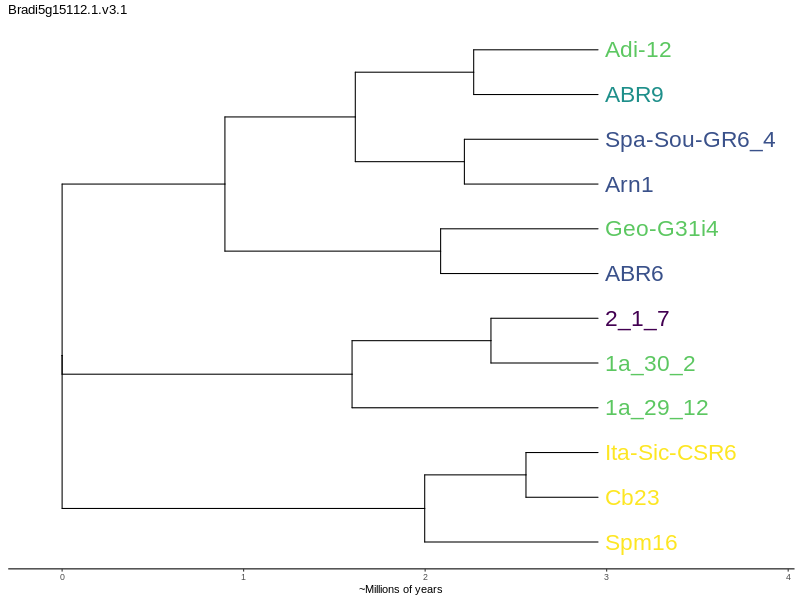 Bradi5g15112.1.v3.1
Adi-12
ABR9
Spa-Sou-GR6_4
Arn1
Geo-G31i4
ABR6
2_1_7
1a_30_2
1a_29_12
Ita-Sic-CSR6
Cb23
Spm16
0 1 2 3 4
~Millions of years